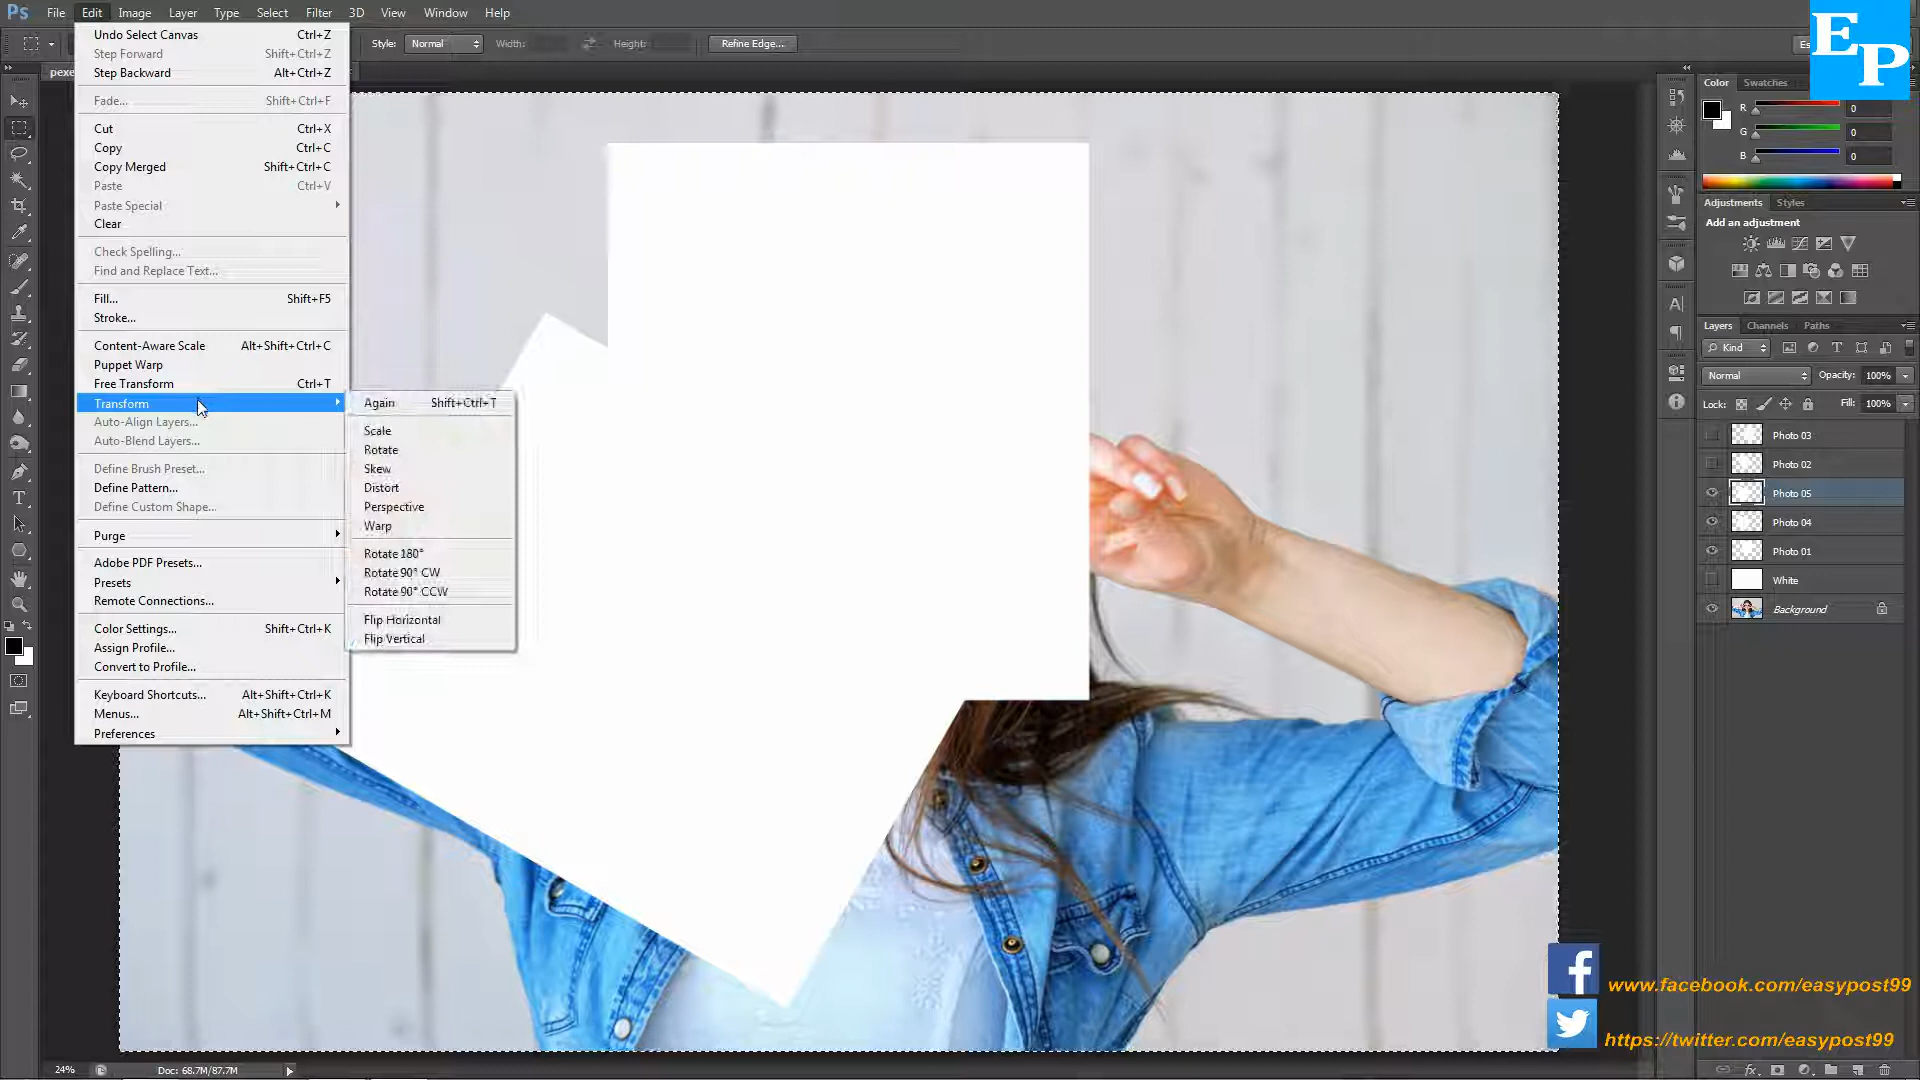 Ps File Edit Image Layer Type Select Filter 3D View Window Help
Undo Select Canvas Ctrl+Z
Step Forward Shift+Ctrl+Z
Step Backward Alt+Ctrl+Z
Fade... Shift+Ctrl+F
Cut Ctrl+X
Copy Ctrl+C
Copy Merged Shift+Ctrl+C
Paste Ctrl+V
Paste Special
Clear
Check Spelling...
Find and Replace Text...
Fill... Shift+F5
Stroke...
Content-Aware Scale Alt+Shift+Ctrl+C
Puppet Warp
Free Transform Ctrl+T
Transform
Auto-Align Layers...
Auto-Blend Layers...
Define Brush Preset...
Define Pattern...
Define Custom Shape...
Purge
Adobe PDF Presets...
Presets
Remote Connections...
Color Settings... Shift+Ctrl+K
Assign Profile...
Convert to Profile...
Keyboard Shortcuts... Alt+Shift+Ctrl+K
Menus... Alt+Shift+Ctrl+M
Preferences
Again Shift+Ctrl+T
Scale
Rotate
Skew
Distort
Perspective
Warp
Rotate 180°
Rotate 90° CW
Rotate 90° CCW
Flip Horizontal
Flip Vertical
Style: Normal Width: Height: Refine Edge...
EP
Color Swatches
R 0
G 0
B 0
Adjustments Styles
Add an adjustment
Layers Channels Paths
Kind
Normal Opacity: 100%
Lock: Fill: 100%
Photo 03
Photo 02
Photo 05
Photo 04
Photo 01
White
Background
www.facebook.com/easypost99
https://twitter.com/easypost99
24% Doc: 68.7M/87.7M